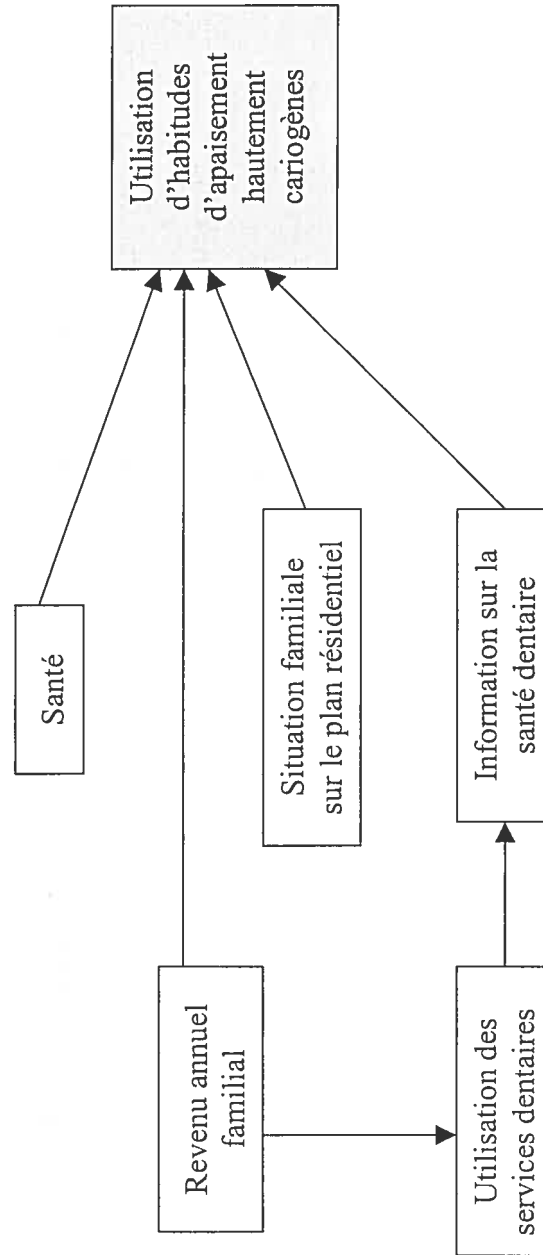 Santé
Utilisation
d'habitudes
d'apaisement
hautement
cariogènes
Revenu annuel
familial
Situation familiale
sur le plan résidentiel
Utilisation des
services dentaires
Information sur la
santé dentaire